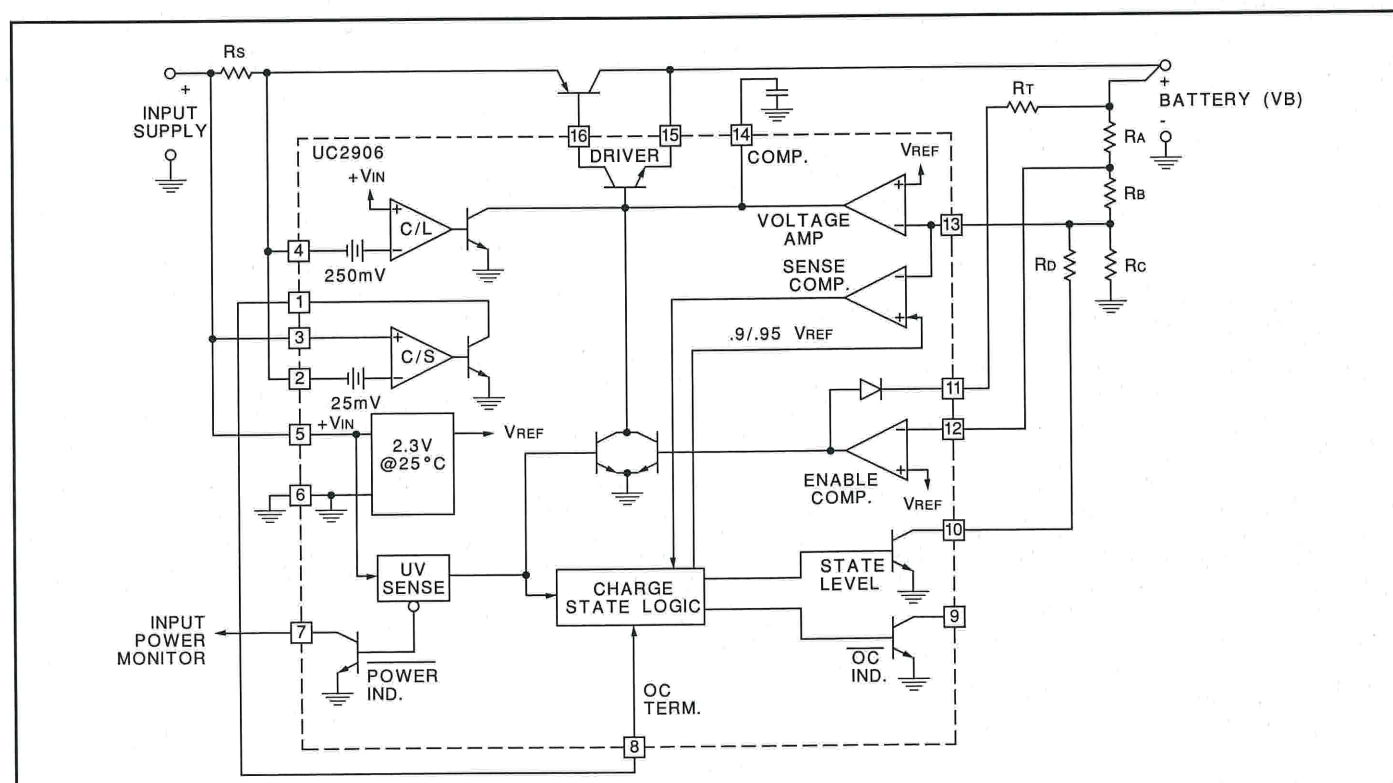 RS
+
INPUT
SUPPLY
RT
+
BATTERY (VB)
-
RA
RB
RC
RD
16
15
14
DRIVER
COMP.
UC2906
+VIN
+
C/L
-
4
250mV
VREF
+
-
VOLTAGE
AMP
13
SENSE
COMP.
-
+
.9/.95 VREF
1
3
+
C/S
-
2
25mV
11
5
+VIN
2.3V
@25°C
VREF
12
-
+
ENABLE
COMP.
VREF
6
10
UV
SENSE
CHARGE
STATE LOGIC
STATE
LEVEL
9
INPUT
POWER
MONITOR
7
POWER
IND.
OC
IND.
OC
TERM.
8